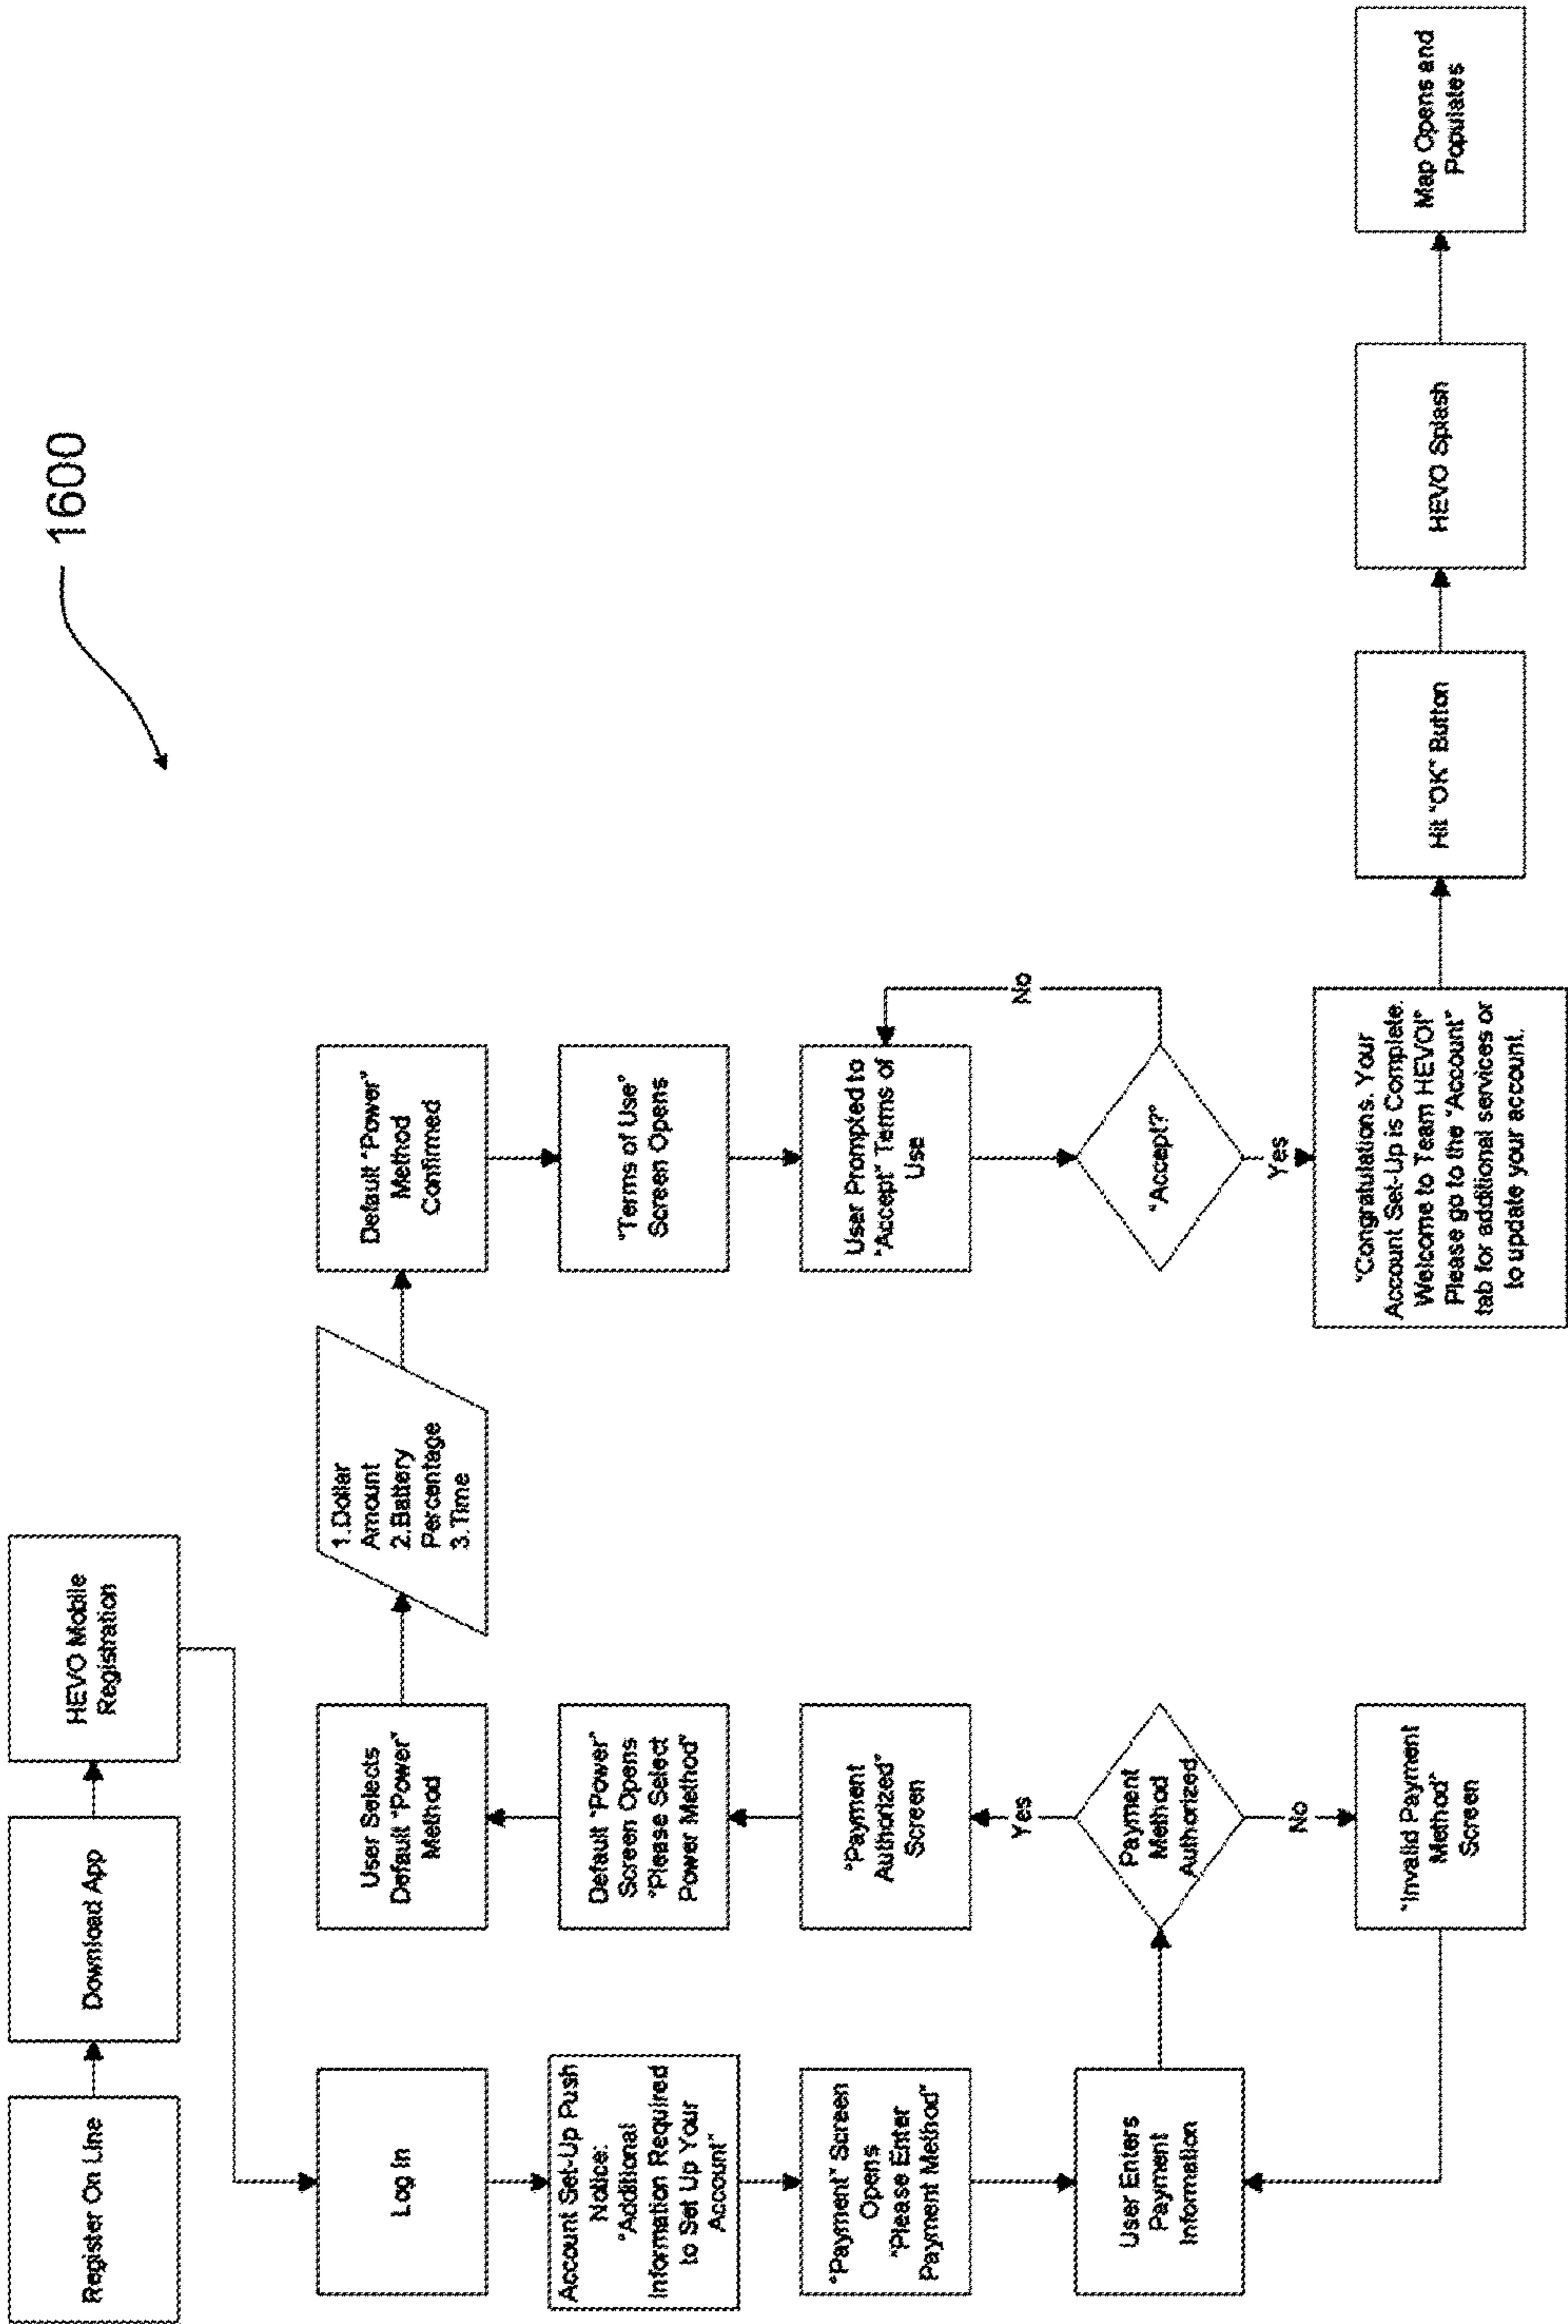 1600
Register On Line
Download App
HEVO Mobile
Registration
Log In
Account Set-Up Push
Notice:
"Additional
Information Required
to Set Up Your
Account"
"Payment" Screen
Opens
"Please Enter
Payment Method"
User Enters
Payment
Information
Payment
Method
Authorized
No
"Invalid Payment
Method"
Screen
Yes
"Payment
Authorized"
Screen
Default "Power"
Screen Opens
"Please Select
Power Method"
User Selects
Default "Power"
Method
1.Dollar
Amount
2.Battery
Percentage
3.Time
Default "Power"
Method
Confirmed
"Terms of Use"
Screen Opens
User Prompted to
"Accept" Terms of
Use
"Accept?"
No
Yes
"Congratulations. Your
Account Set-Up is Complete.
Welcome to Team HEVO!"
Please go to the "Account"
tab for additional services or
to update your account.
Hit "OK" Button
HEVO Splash
Map Opens and
Populates